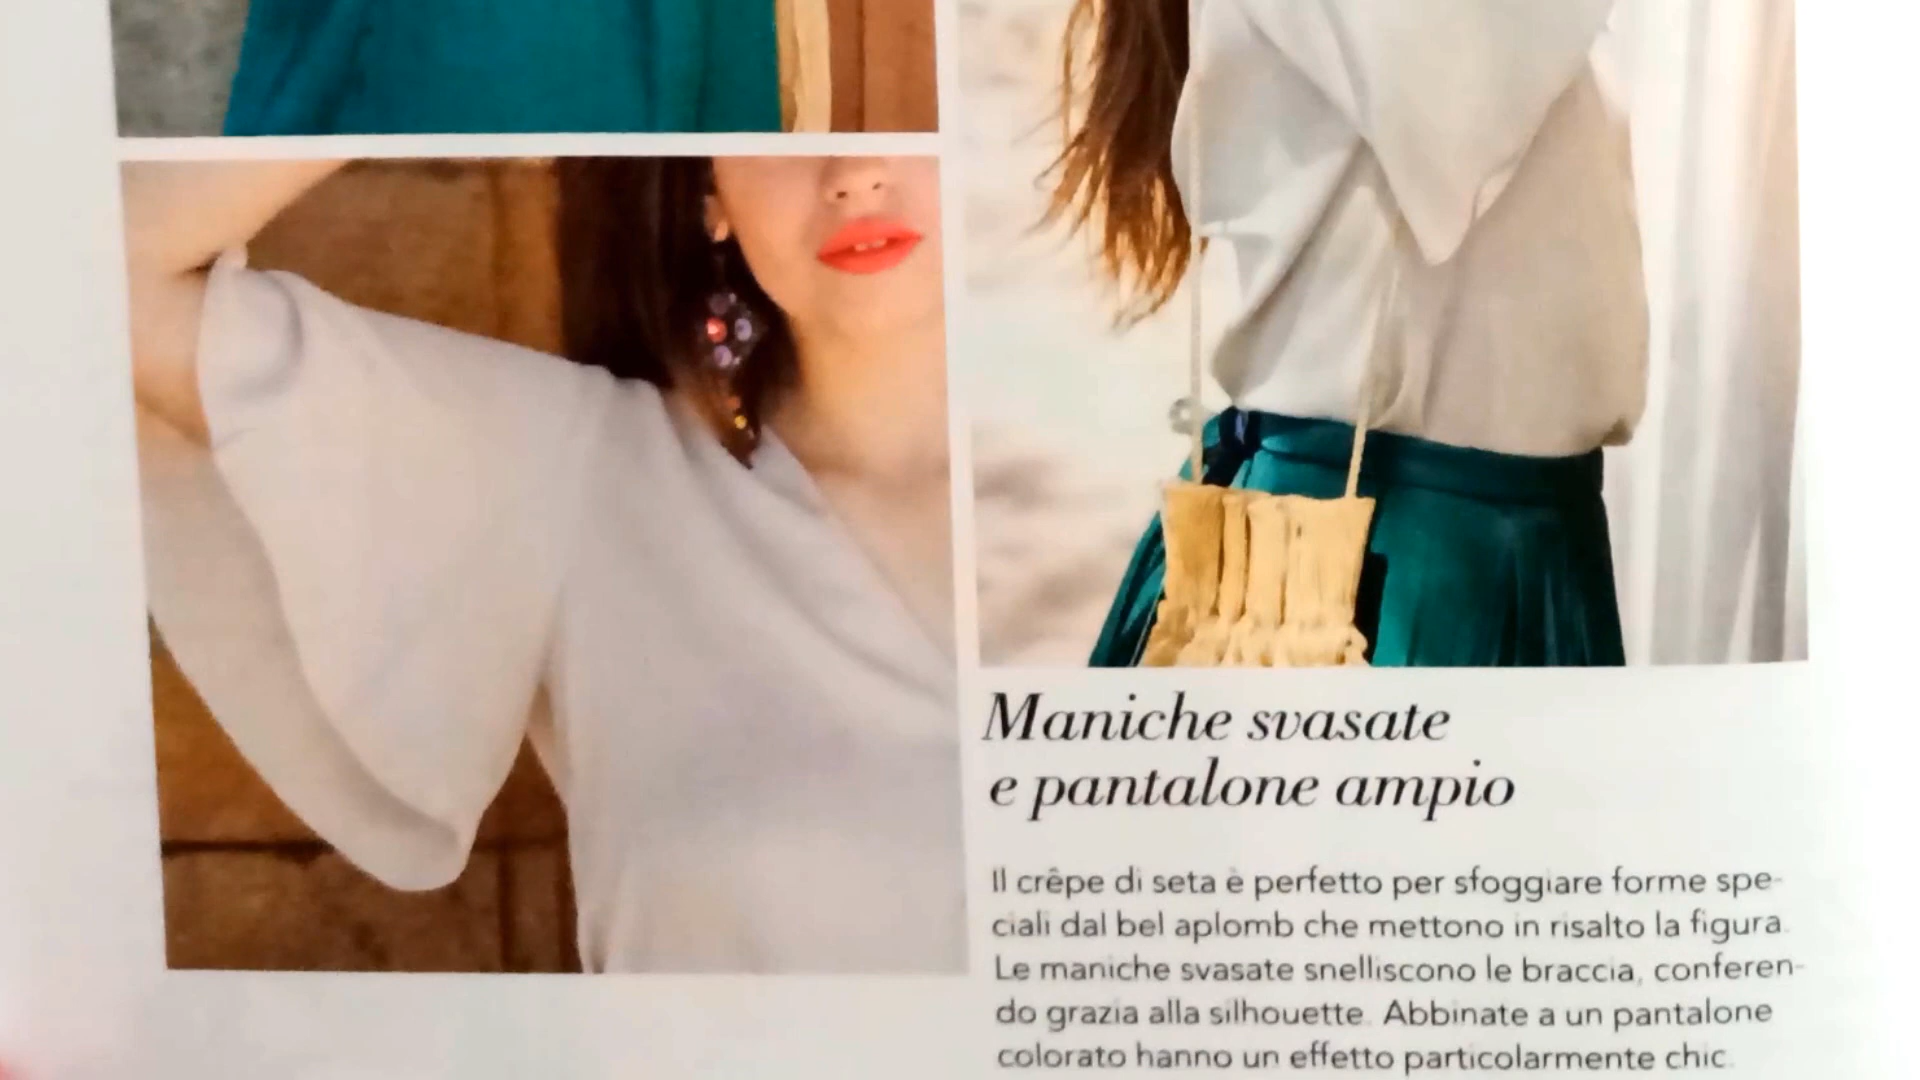 Maniche svasate
e pantalone ampio
Il crêpe di seta è perfetto per sfoggiare forme spe-
ciali dal bel aplomb che mettono in risalto la figura.
Le maniche svasate snelliscono le braccia, conferen-
do grazia alla silhouette. Abbinate a un pantalone
colorato hanno un effetto particolarmente chic.